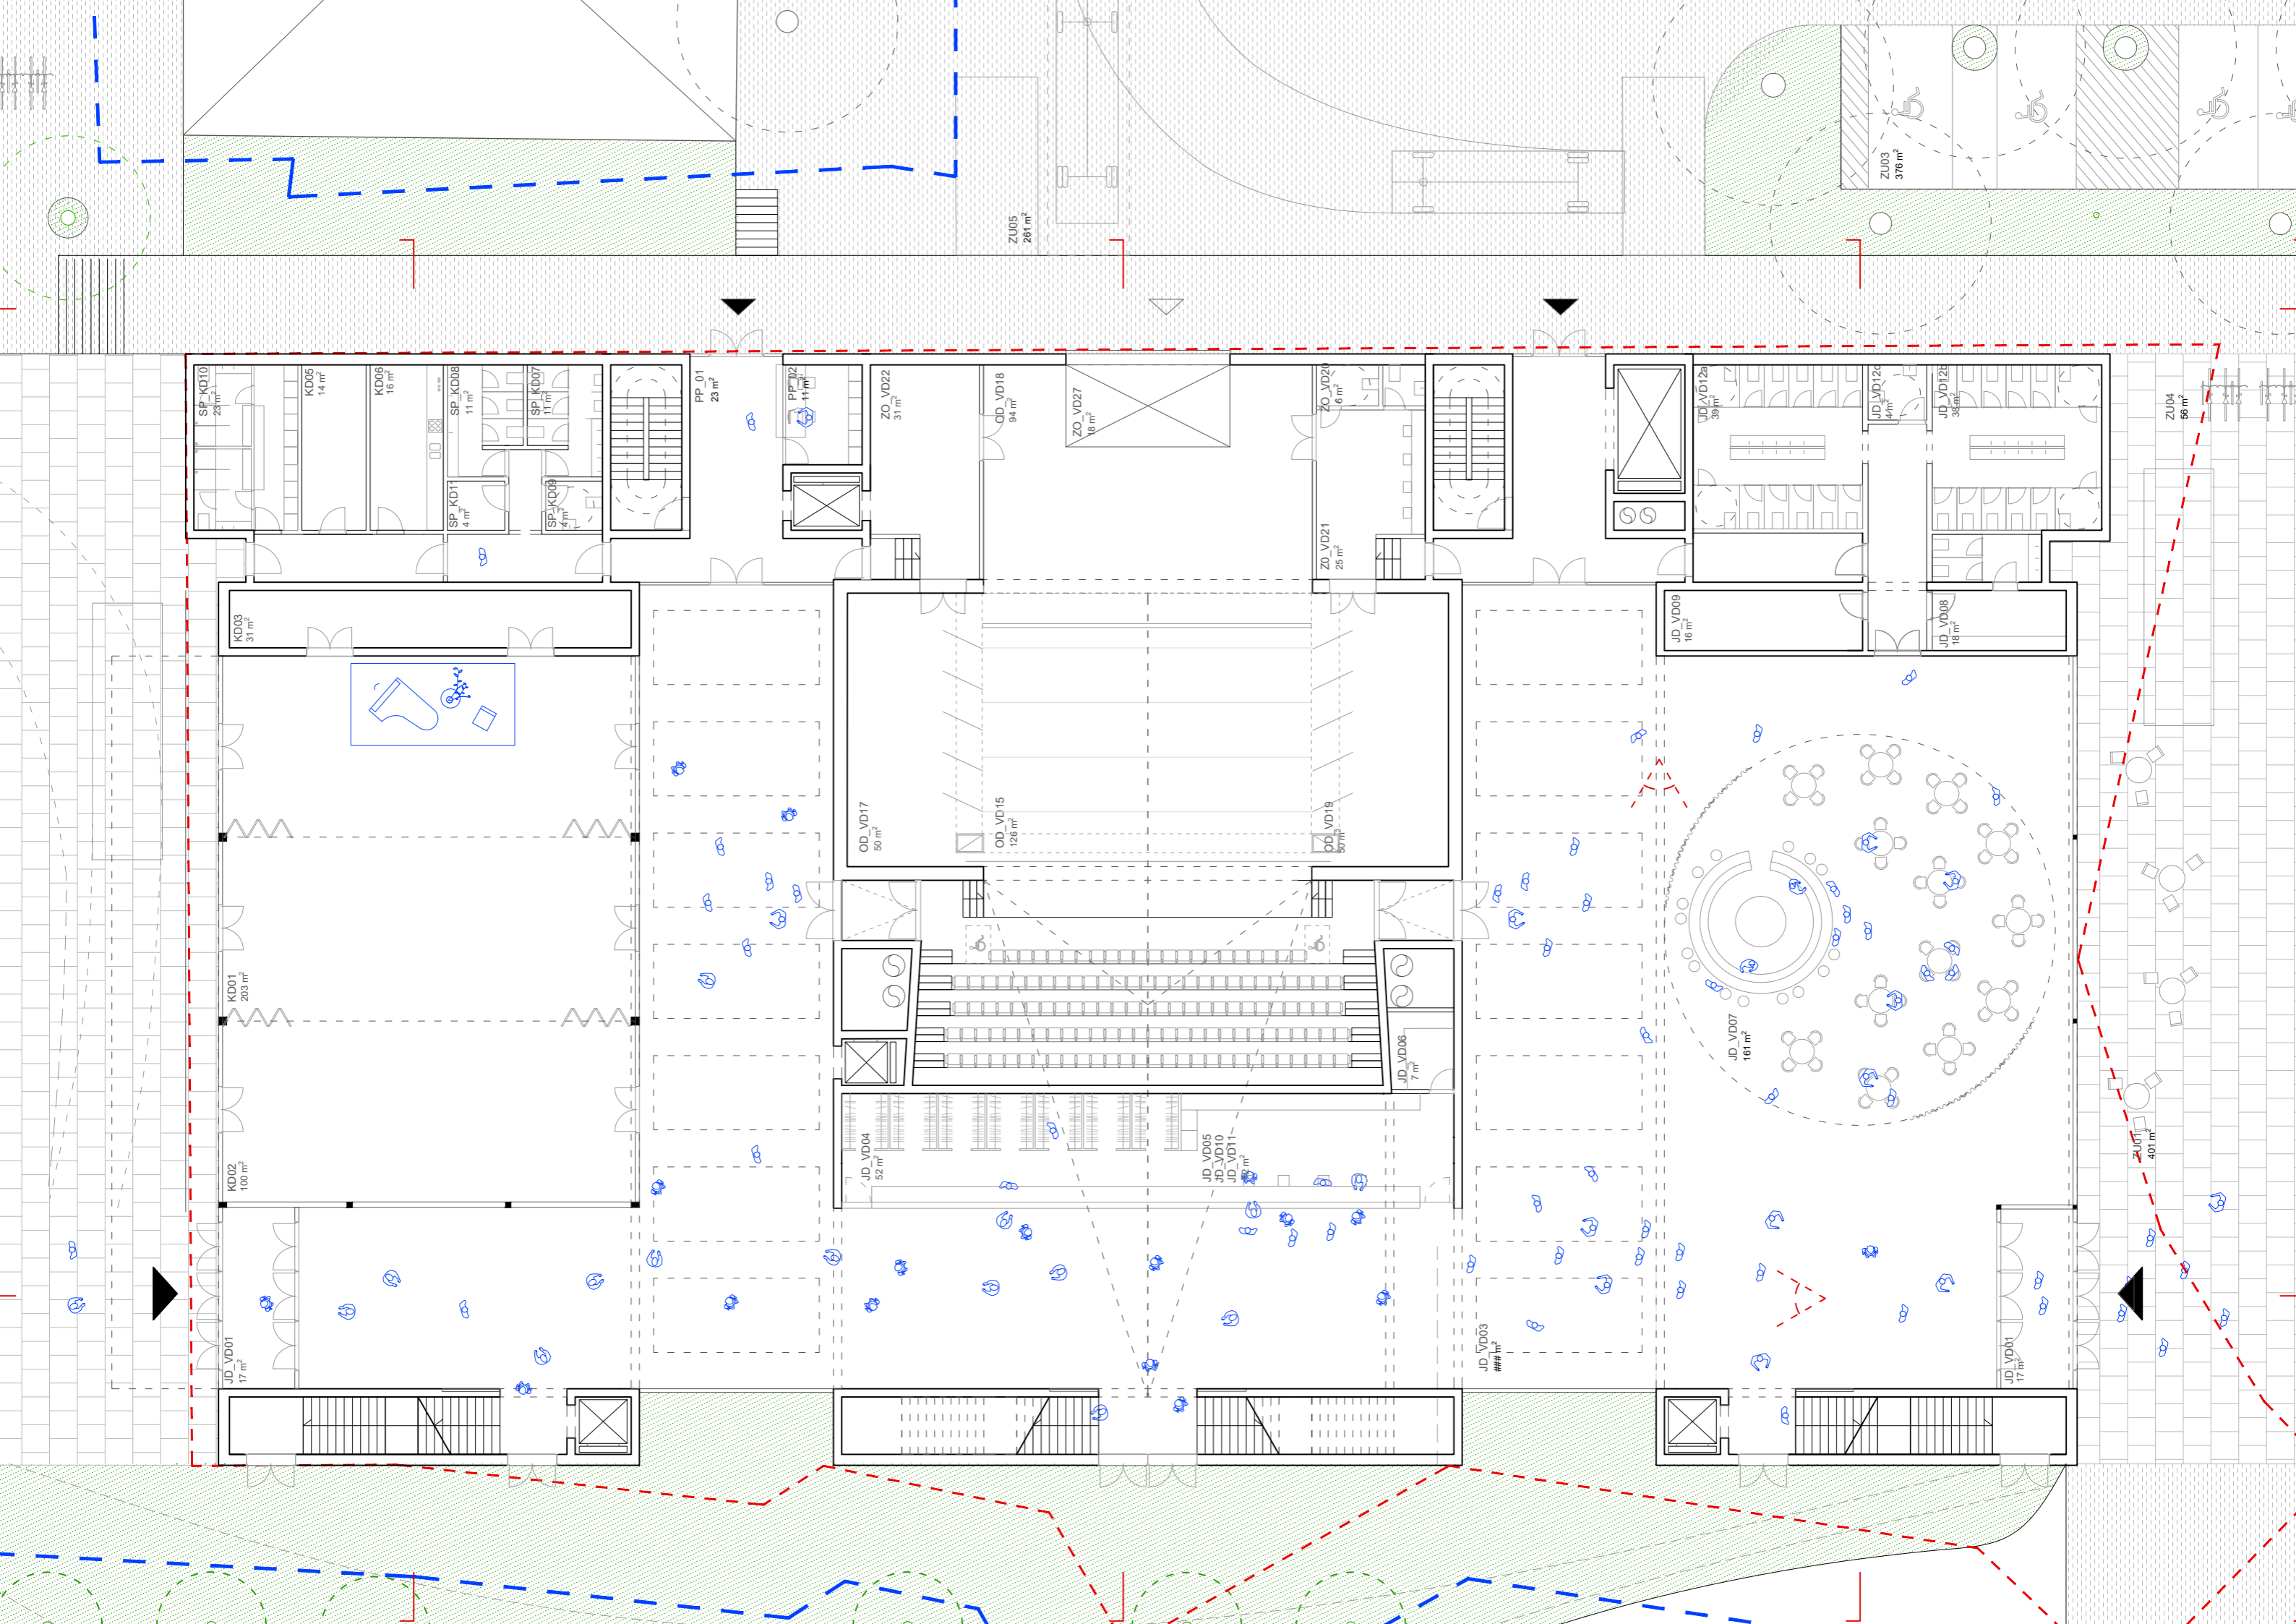 ZU03
376 m²
ZU05
261 m²
SP_KD10
23 m²
KD05
14 m²
KD06
16 m²
SP_KD08
11 m²
SP_KD07
11 m²
SP_KD11
4 m²
SP_KD09
4 m²
PP_01
23 m²
PP_02
11 m²
ZO_VD22
31 m²
OD_VD18
94 m²
ZO_VD27
18 m²
ZO_VD20
6 m²
Z0_VD21
25 m²
JD_VD12a
39 m²
JD_VD12c
4 m²
JD_VD12b
38 m²
ZU04
56 m²
KD03
31 m²
JD_VD09
16 m²
JD_VD08
18 m²
OD_VD17
50 m²
OD_VD15
126 m²
OD_VD19
50 m²
KD01
203 m²
JD_VD07
161 m²
JD_VD06
7 m²
KD02
100 m²
JD_VD04
52 m²
JD_VD05
JD_VD10
JD_VD11
ZU01
401 m²
JD_VD01
17 m²
JD_VD03
### m²
JD_VD01
17 m²